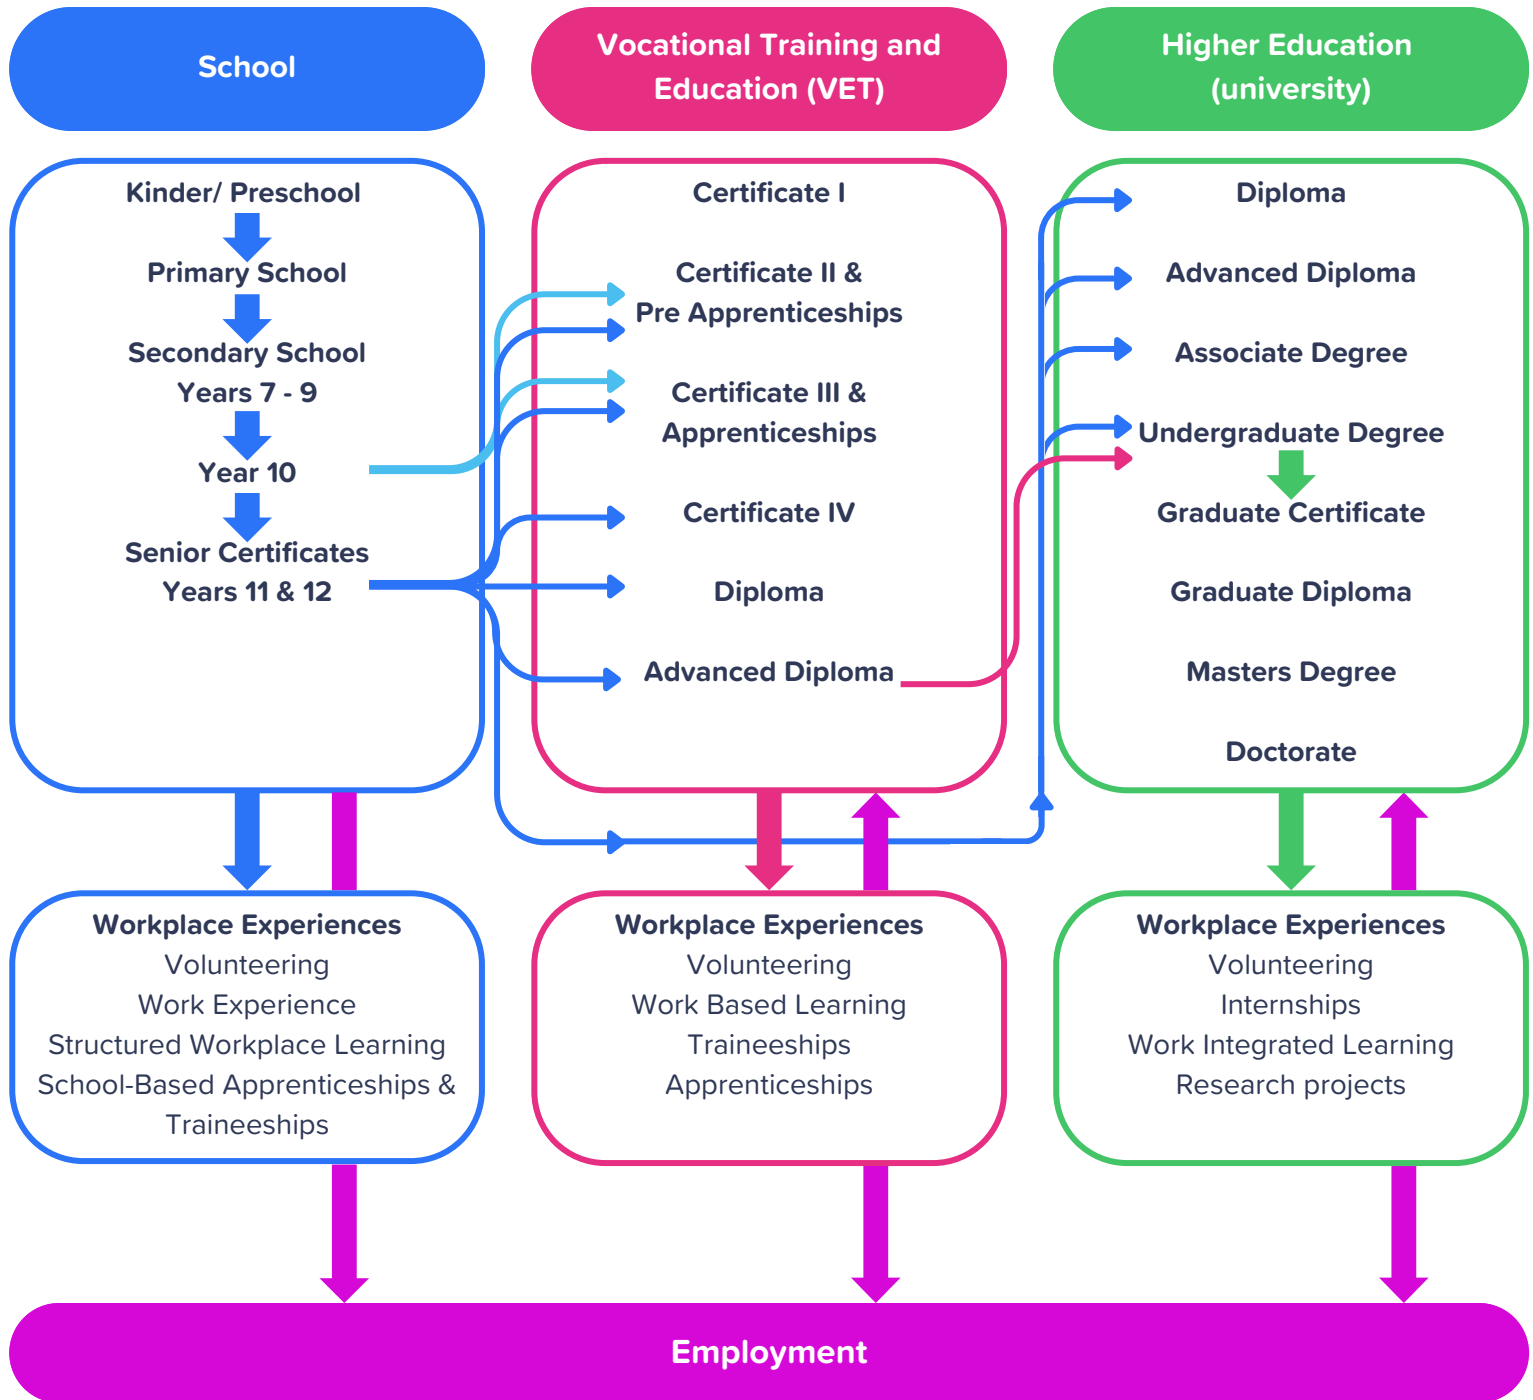 School
Kinder/ Preschool
Primary School
Secondary School
Years 7 - 9
Year 10
Senior Certificates
Years 11 & 12
Workplace Experiences
Volunteering
Work Experience
Structured Workplace Learning
School-Based Apprenticeships &
Traineeships
Vocational Training and
Education (VET)
Certificate I
Certificate II &
Pre Apprenticeships
Certificate III &
Apprenticeships
Certificate IV
Diploma
Advanced Diploma
Workplace Experiences
Volunteering
Work Based Learning
Traineeships
Apprenticeships
Higher Education
(university)
Diploma
Advanced Diploma
Associate Degree
Undergraduate Degree
Graduate Certificate
Graduate Diploma
Masters Degree
Doctorate
Workplace Experiences
Volunteering
Internships
Work Integrated Learning
Research projects
Employment